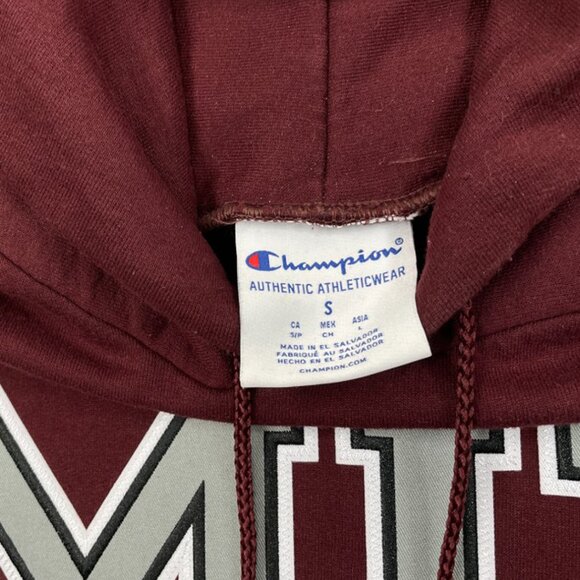 Champion®
AUTHENTIC ATHLETICWEAR
S
CA MEX ASIA
S/P CH L
MADE IN EL SALVADOR
FABRIQUÉ AU SALVADOR
HECHO EN EL SALVADOR
CHAMPION.COM
MIT